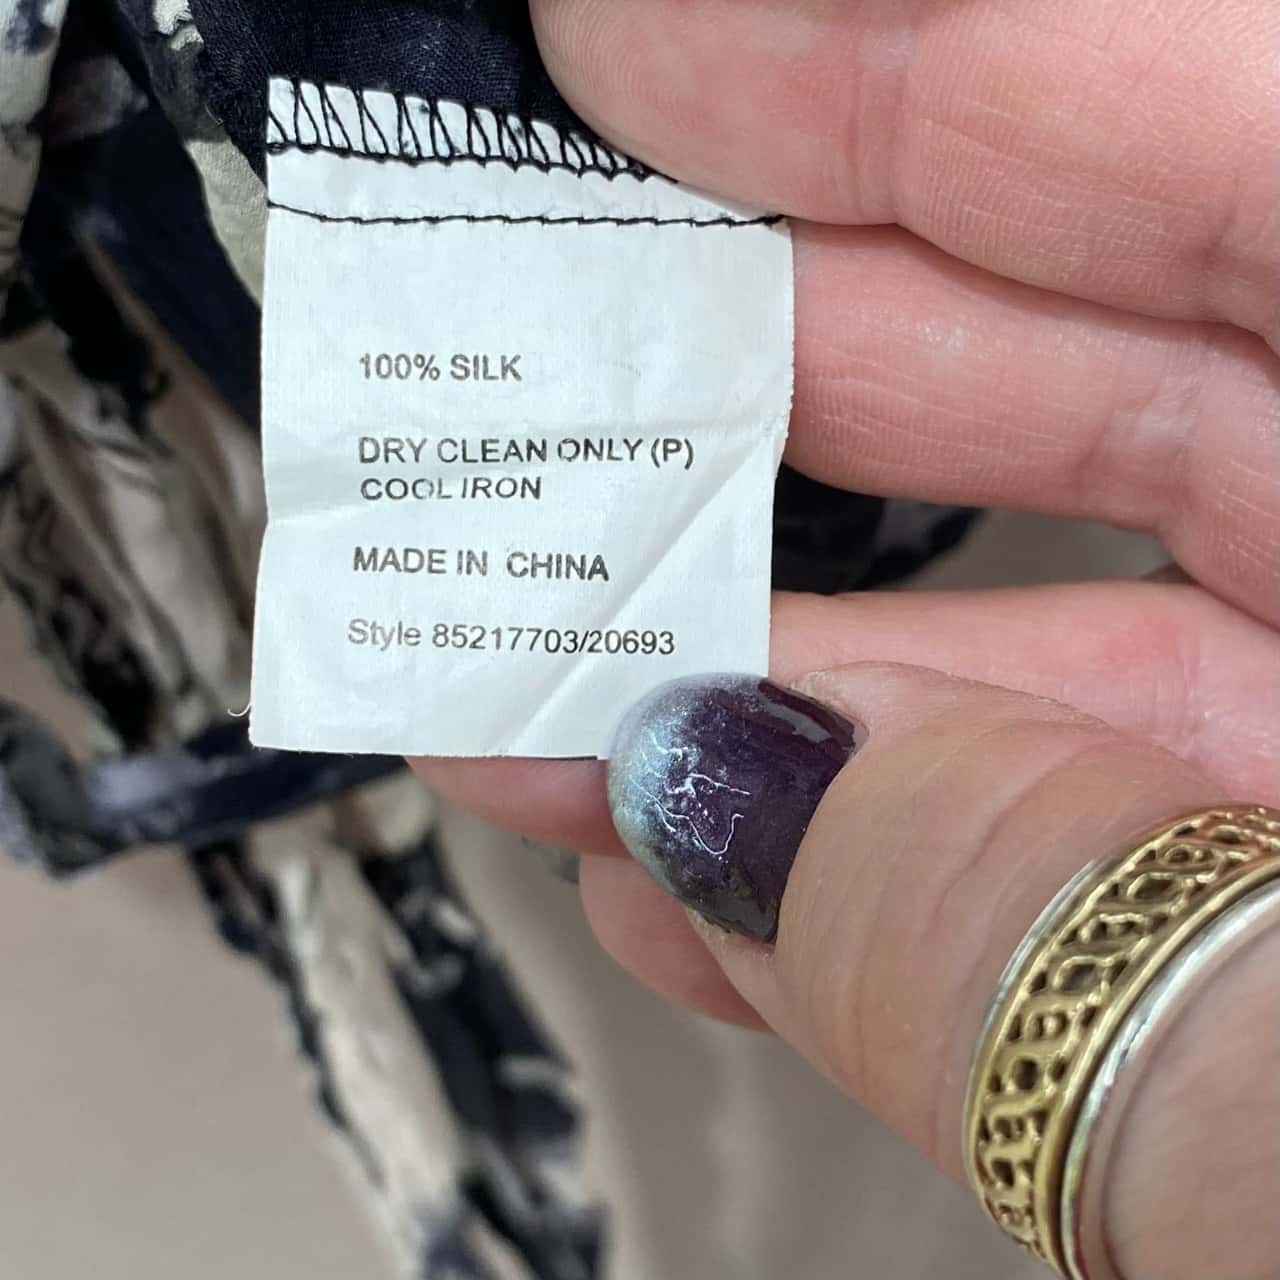 100% SILK
DRY CLEAN ONLY (P)
COOL IRON
MADE IN CHINA
Style 85217703/20693